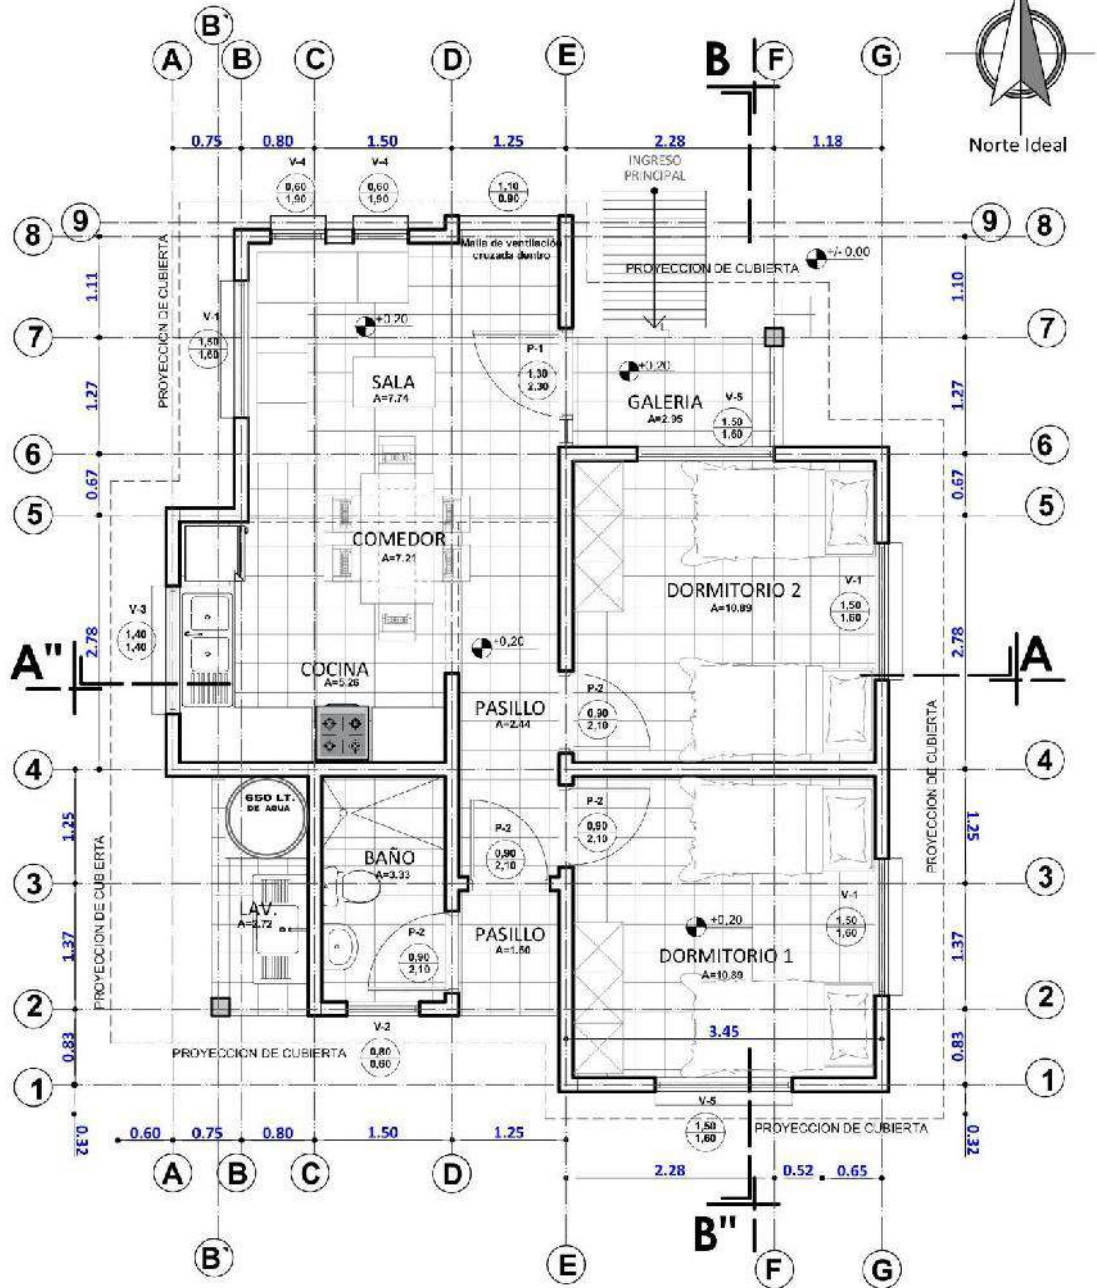 B`
A
B
C
D
E
B
F
G
Norte Ideal
0.75
0.80
1.50
1.25
2.28
1.18
V-4
V-4
INGRESO
PRINCIPAL
0,60
1,90
0,60
1,90
1,10
0.90
9
8
9
8
Malla de ventilación
cruzada dentro
+/- 0,00
PROYECCION DE CUBIERTA
PROYECCION DE CUBIERTA
1.11
1.10
V-1
1,50
1,60
+0,20
7
7
P-1
1,30
2.30
+0,20
SALA
A=7.74
GALERIA
A=2.95
V-5
1.50
1,60
1.27
1.27
6
6
0.67
0.67
5
5
COMEDOR
A=7.21
DORMITORIO 2
A=10.89
V-1
1,50
1,60
V-3
1,40
1,40
2.78
2.78
+0,20
A"
A
COCINA
A=5.26
PASILLO
A=2.44
P-2
0,90
2,10
PROYECCION DE CUBIERTA
4
4
650 LT.
DE AGUA
P-2
0,90
2,10
P-2
0,90
2,10
1.25
1.25
BAÑO
A=3.33
PROYECCION DE CUBIERTA
3
3
LAV.
A=2.72
V-1
1,50
1,60
+0,20
PASILLO
A=1.50
P-2
0,90
2,10
DORMITORIO 1
A=10.89
1.37
1.37
2
2
V-2
0,80
0,60
3.45
PROYECCION DE CUBIERTA
0.83
0.83
1
1
V-5
1,50
1,60
PROYECCION DE CUBIERTA
0.32
0.32
0.60
0.75
0.80
1.50
1.25
A
B
C
D
2.28
0.52
0.65
B"
B`
E
F
G